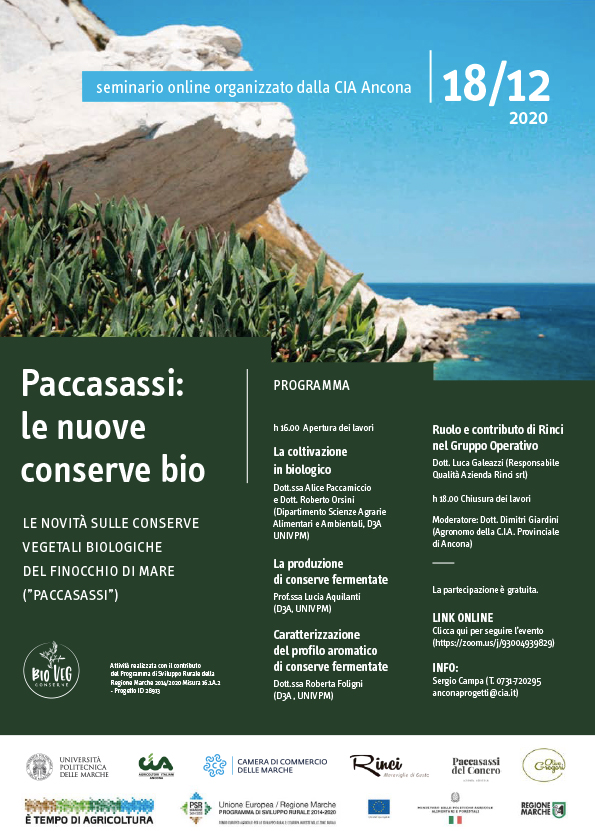 seminario online organizzato dalla CIA Ancona
18/12
2020
Paccasassi:
le nuove
conserve bio
LE NOVITÀ SULLE CONSERVE
VEGETALI BIOLOGICHE
DEL FINOCCHIO DI MARE
("PACCASASSI")
BIO VEG
CONSERVE
Attività realizzata con il contributo
del Programma di Sviluppo Rurale della
Regione Marche 2014/2020 Misura 16.1.A.2
- Progetto ID 28913
PROGRAMMA
h 16.00 Apertura dei lavori
La coltivazione
in biologico
Dott.ssa Alice Paccamiccio
e Dott. Roberto Orsini
(Dipartimento Scienze Agrarie
Alimentari e Ambientali, D3A
UNIVPM)
La produzione
di conserve fermentate
Prof.ssa Lucia Aquilanti
(D3A, UNIVPM)
Caratterizzazione
del profilo aromatico
di conserve fermentate
Dott.ssa Roberta Foligni
(D3A , UNIVPM)
Ruolo e contributo di Rinci
nel Gruppo Operativo
Dott. Luca Galeazzi (Responsabile
Qualità Azienda Rinci srl)
h 18.00 Chiusura dei lavori
Moderatore: Dott. Dimitri Giardini
(Agronomo della C.I.A. Provinciale
di Ancona)
La partecipazione è gratuita.
LINK ONLINE
Clicca qui per seguire l'evento
(https://zoom.us/j/93004939829)
INFO:
Sergio Campa (T. 0731-720295
anconaprogetti@cia.it)
UNIVERSITÀ
POLITECNICA
DELLE MARCHE
CIA
AGRICOLTORI ITALIANI
ANCONA
CAMERA DI COMMERCIO
DELLE MARCHE
Rinci
Meraviglie di Gusto
Paccasassi
del Conero
È TEMPO DI AGRICOLTURA
PSR
Unione Europea / Regione Marche
PROGRAMMA DI SVILUPPO RURALE 2014-2020
REGIONE
MARCHE